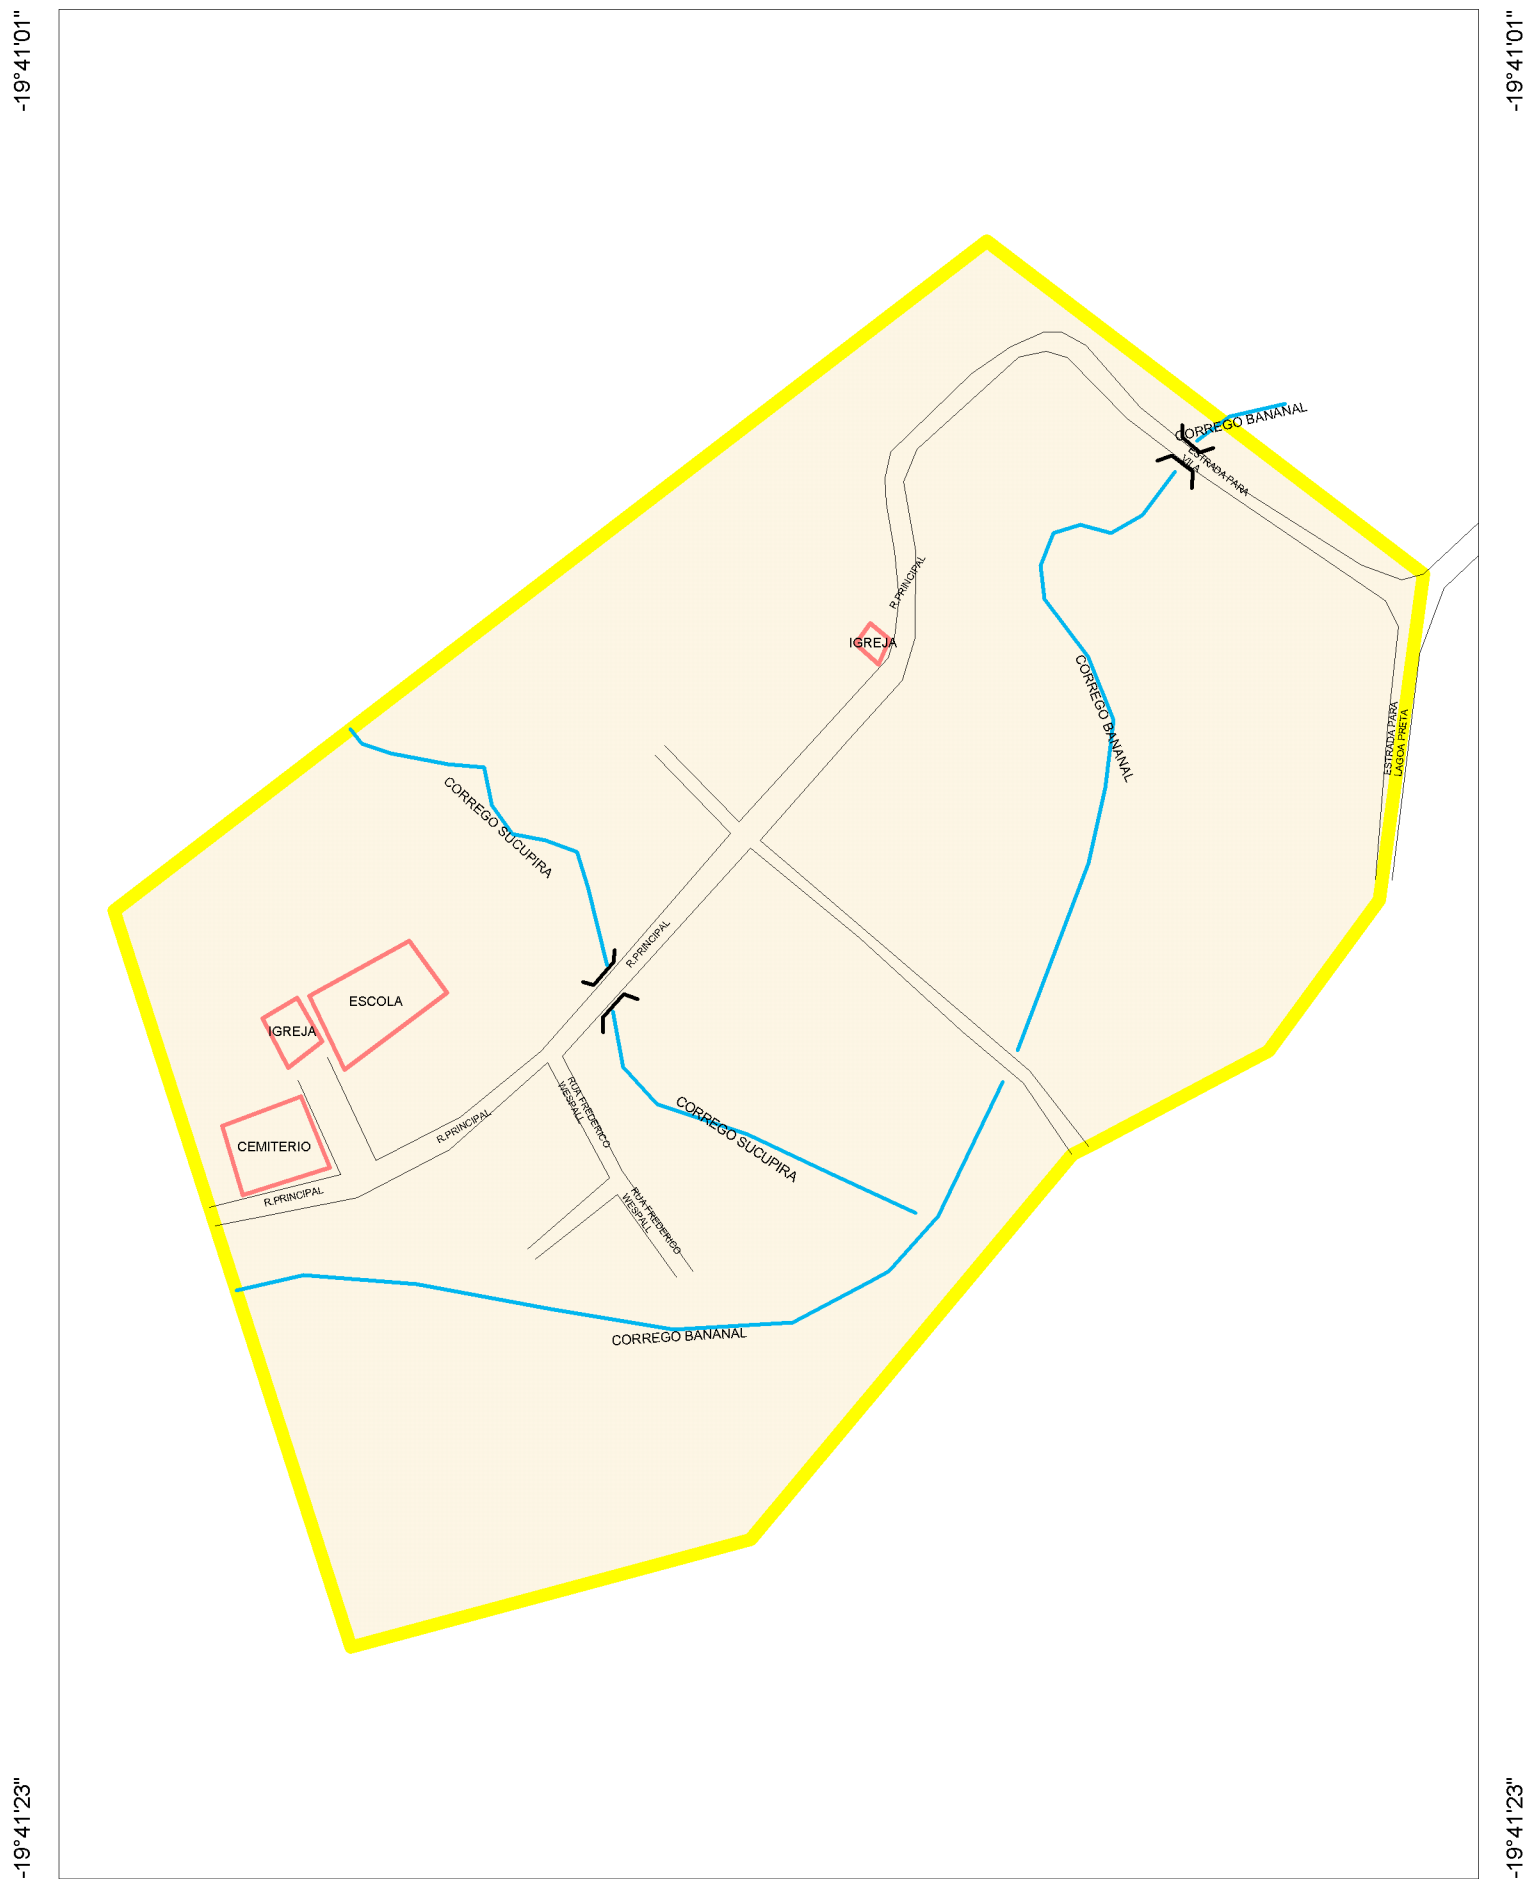 -19°41'01"
-19°41'01"
CORREGO BANANAL
ESTRADA PARA
VILA
R.PRINCIPAL
IGREJA
CORREGO BANANAL
ESTRADA PARA
LAGOA PRETA
CORREGO SUCUPIRA
R.PRINCIPAL
ESCOLA
IGREJA
RUA FREDERICO
WESPALL
R.PRINCIPAL
CORREGO SUCUPIRA
CEMITERIO
R.PRINCIPAL
RUA FREDERICO
WESPALL
CORREGO BANANAL
-19°41'23"
-19°41'23"